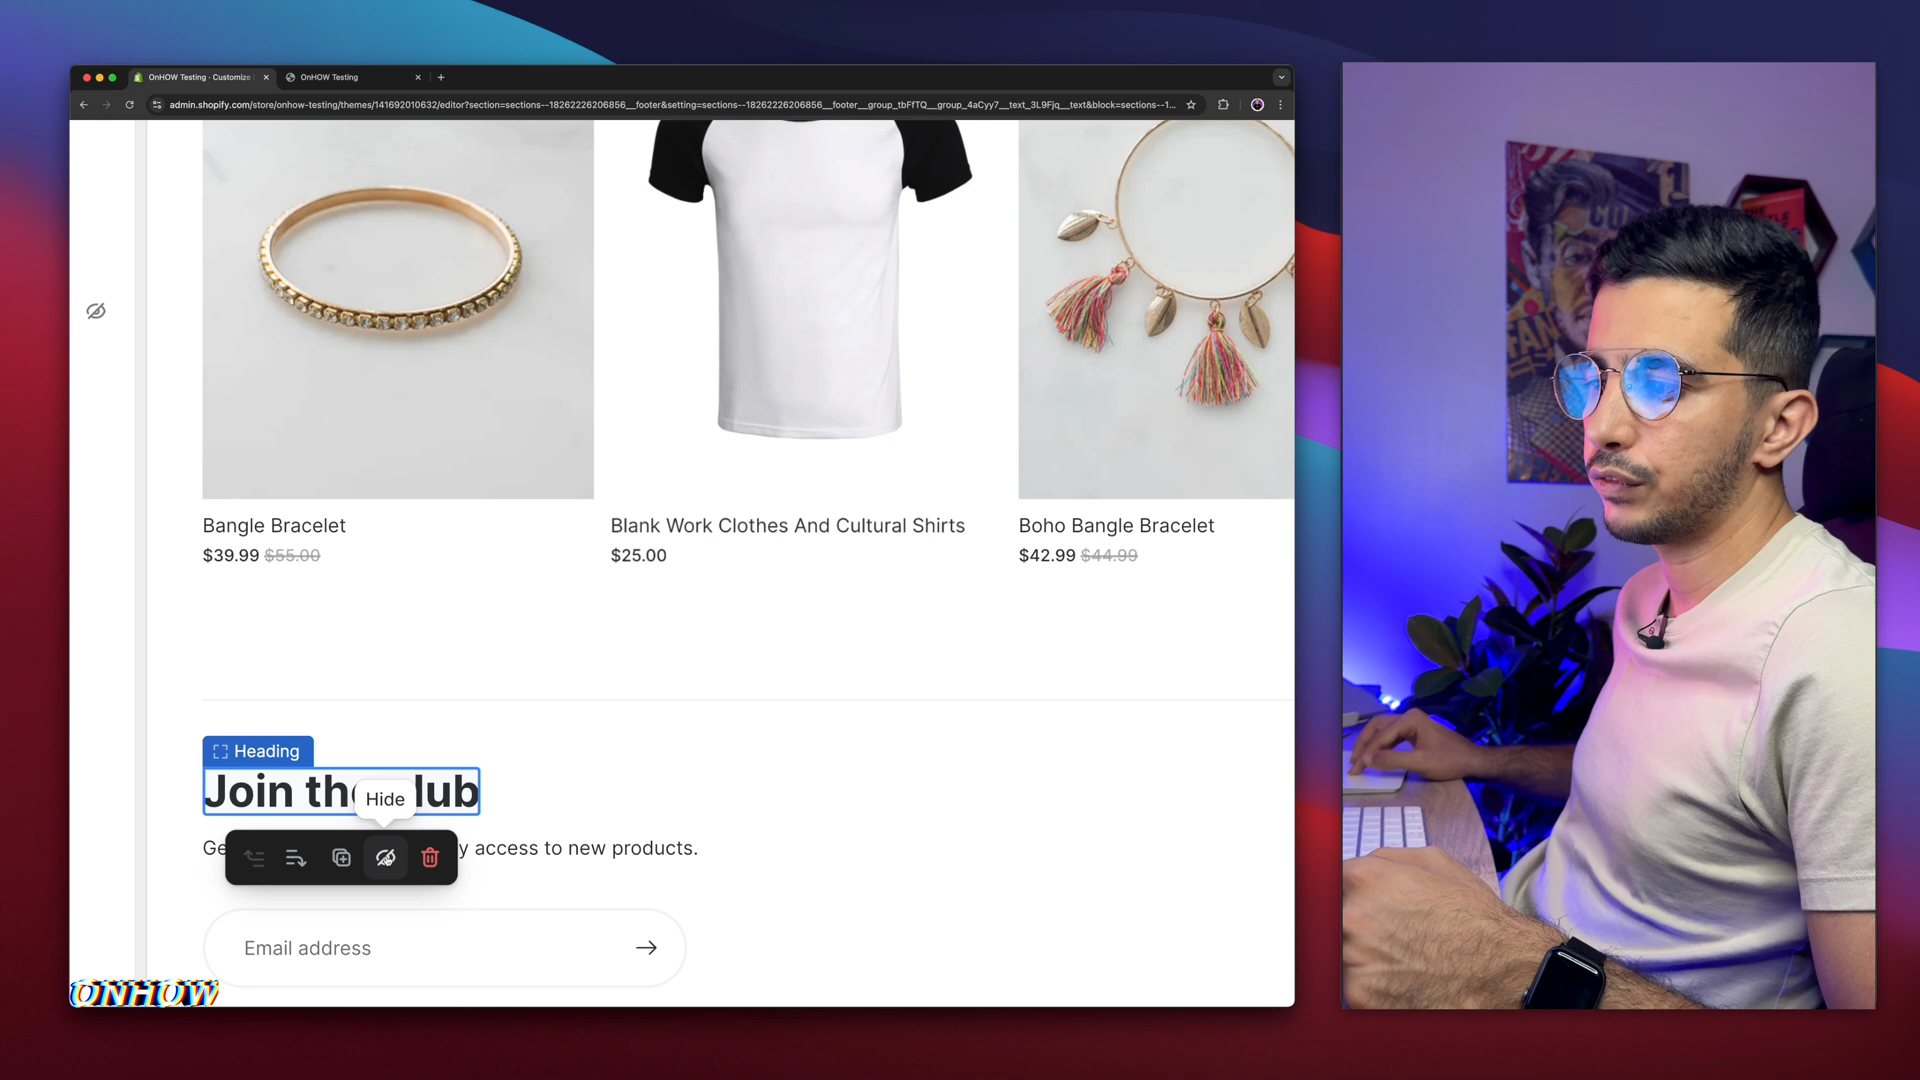 OnHOW Testing · Customize
OnHOW Testing
admin.shopify.com/store/onhow-testing/themes/141692010632/editor?section=sections--18262226206856__footer&setting=sections--18262226206856__footer__group_tbFfTQ__group_4aCyy7__text_3L9Fjq__text&block=sections--1...
Bangle Bracelet
$39.99 $55.00
Blank Work Clothes And Cultural Shirts
$25.00
Boho Bangle Bracelet
$42.99 $44.99
Heading
Join the lub
Hide
Ge y access to new products.
Email address
ONHOW
FAN